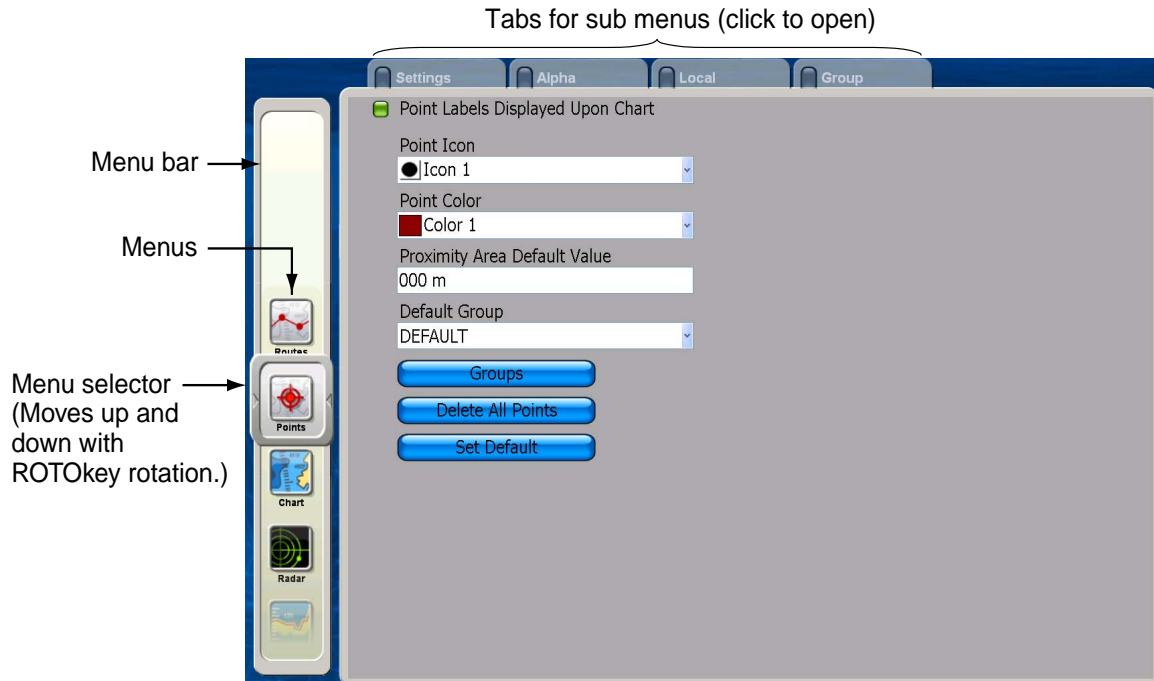 Tabs for sub menus (click to open)
Settings
Alpha
Local
Group
Point Labels Displayed Upon Chart
Point Icon
Icon 1
Point Color
Color 1
Proximity Area Default Value
000 m
Default Group
DEFAULT
Groups
Delete All Points
Set Default
Menu bar
Menus
Routes
Menu selector
(Moves up and
down with
ROTOkey rotation.)
Points
Chart
Radar